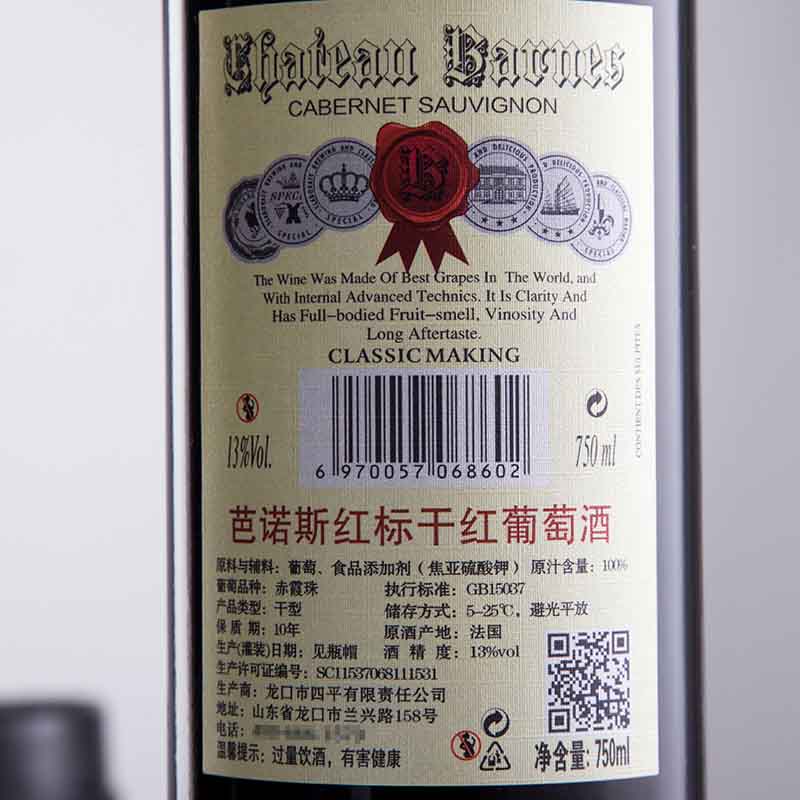 Chateau Barnes
CABERNET SAUVIGNON
SPECIAL
AND DELICIOUS PRODUCTION
The Wine Was Made Of Best Grapes In The World, and
With Internal Advanced Technics. It Is Clarity And
Has Full-bodied Fruit-smell, Vinosity And
Long Aftertaste.
CLASSIC MAKING
CONTIENT DES SULPITES
13%Vol.
750 ml
6 970057 068602
芭诺斯红标干红葡萄酒
原料与辅料：葡萄、食品添加剂（焦亚硫酸钾） 原汁含量：100%
葡萄品种：赤霞珠 执行标准：GB15037
产品类型：干型 储存方式：5-25℃，避光平放
保 质 期：10年 原酒产地：法国
生产(灌装)日期：见瓶帽 酒 精 度：13%vol
生产许可证编号：SC11537068111531
生产商：龙口市四平有限责任公司
地址：山东省龙口市兰兴路158号
电话：
温馨提示：过量饮酒，有害健康
净含量：750ml